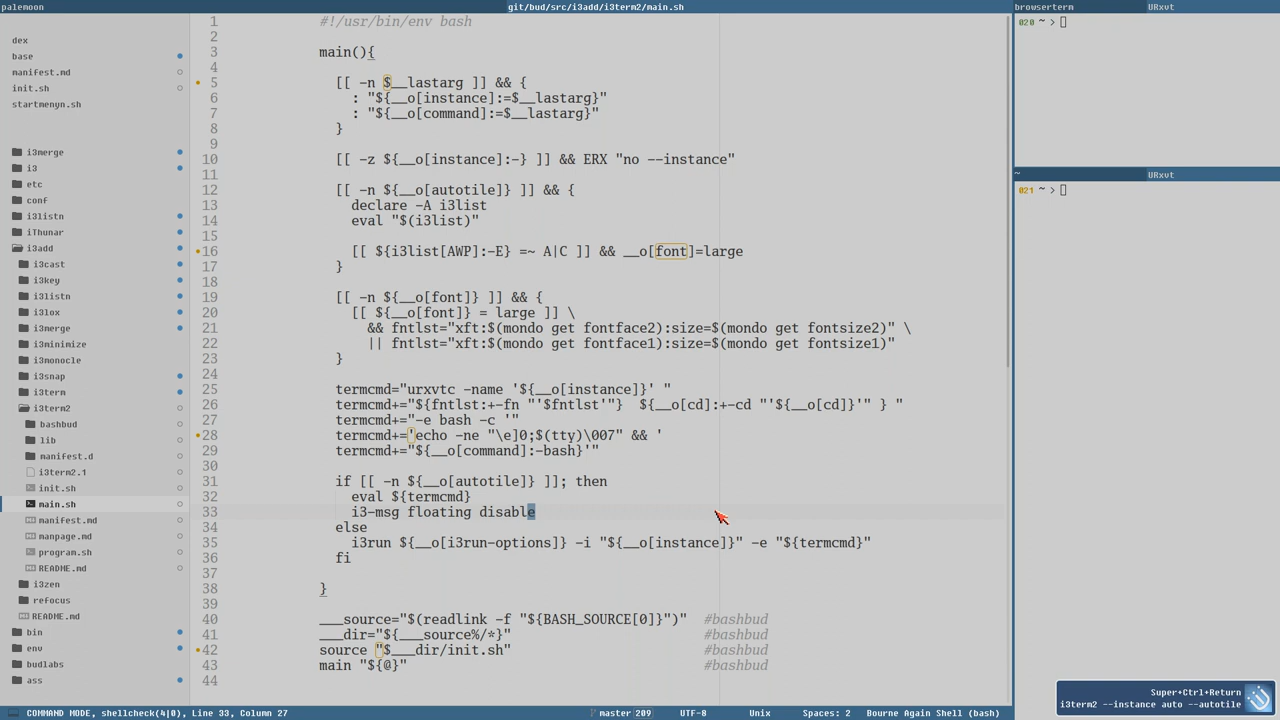 palemoon
git/bud/src/i3add/i3term2/main.sh
browserterm
URxvt
dex
base
manifest.md
init.sh
startmenyn.sh
i3merge
i3
etc
conf
i3listn
iThunar
i3add
i3cast
i3key
i3listn
i3lox
i3merge
i3minimize
i3monocle
i3snap
i3term
i3term2
bashbud
lib
manifest.d
i3term2.1
init.sh
main.sh
manifest.md
manpage.md
program.sh
README.md
i3zen
refocus
README.md
bin
env
budlabs
ass
1 #!/usr/bin/env bash
2
3 main(){
4
5 [[ -n $__lastarg ]] && {
6 : "${__o[instance]:=$__lastarg}"
7 : "${__o[command]:=$__lastarg}"
8 }
9
10 [[ -z ${__o[instance]:-} ]] && ERX "no --instance"
11
12 [[ -n ${__o[autotile]} ]] && {
13 declare -A i3list
14 eval "$(i3list)"
15
16 [[ ${i3list[AWP]:-E} =~ A|C ]] && __o[font]=large
17 }
18
19 [[ -n ${__o[font]} ]] && {
20 [[ ${__o[font]} = large ]] \
21 && fntlst="xft:$(mondo get fontface2):size=$(mondo get fontsize2)" \
22 || fntlst="xft:$(mondo get fontface1):size=$(mondo get fontsize1)"
23 }
24
25 termcmd="urxvtc -name '${__o[instance]}' "
26 termcmd+="${fntlst:+-fn "'$fntlst'"}  ${__o[cd]:+-cd "'${__o[cd]}'" } "
27 termcmd+="-e bash -c '"
28 termcmd+='echo -ne "\e]0;$(tty)\007" && '
29 termcmd+="${__o[command]:-bash}'"
30
31 if [[ -n ${__o[autotile]} ]]; then
32 eval ${termcmd}
33 i3-msg floating disable
34 else
35 i3run ${__o[i3run-options]} -i "${__o[instance]}" -e "${termcmd}"
36 fi
37
38 }
39
40 ___source="$(readlink -f "${BASH_SOURCE[0]}")"  #bashbud
41 ___dir="${___source%/*}" #bashbud
42 source "$___dir/init.sh" #bashbud
43 main "${@}" #bashbud
44
020 ~ >
~
URxvt
021 ~ >
Super+Ctrl+Return
i3term2 --instance auto --autotile
COMMAND MODE, shellcheck(4|0), Line 33, Column 27
master 209
UTF-8
Unix
Spaces: 2
Bourne Again Shell (bash)